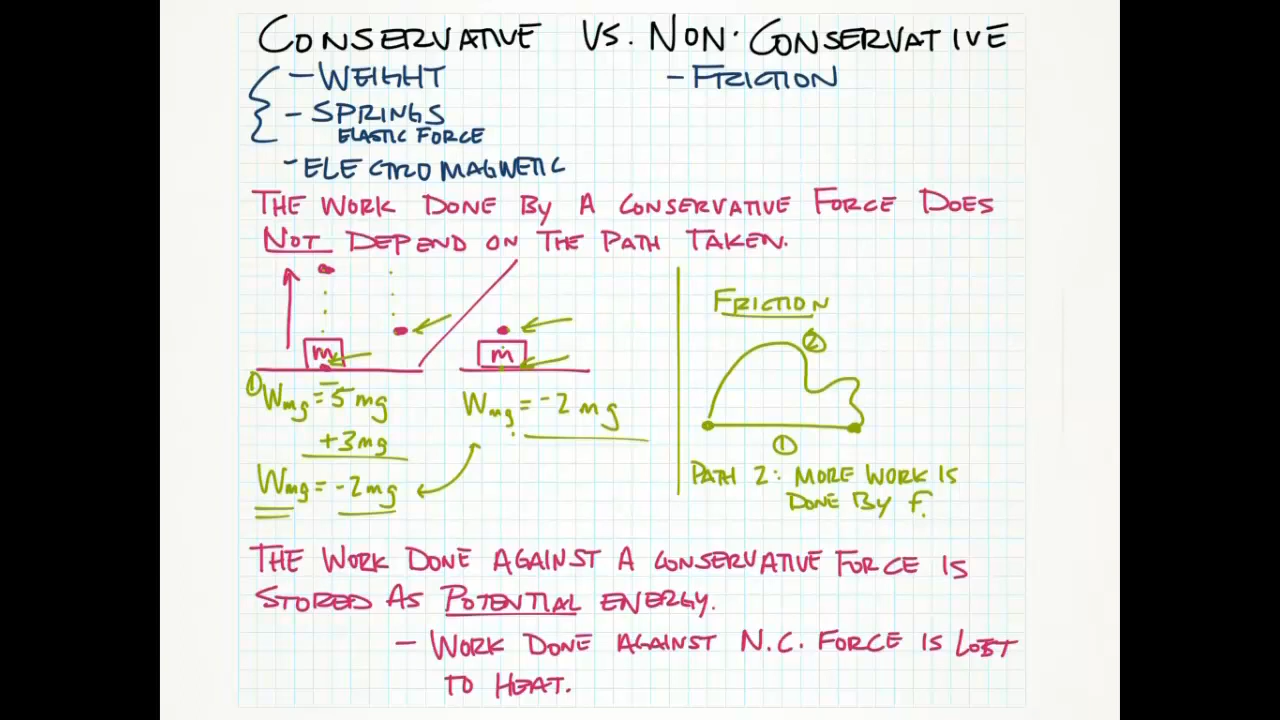 CONSERVATIVE VS. NON-CONSERVATIVE
- WEIGHT
- FRICTION
- SPRINGS
ELASTIC FORCE
- ELECTROMAGNETIC
THE WORK DONE BY A CONSERVATIVE FORCE DOES
NOT DEPEND ON THE PATH TAKEN.
m
m
① Wmg = -5mg
+3mg
Wmg = -2mg
Wmg = -2mg
FRICTION
②
①
PATH 2: MORE WORK IS
DONE BY f.
THE WORK DONE AGAINST A CONSERVATIVE FORCE IS
STORED AS POTENTIAL ENERGY.
- WORK DONE AGAINST N.C. FORCE IS LOST
TO HEAT.